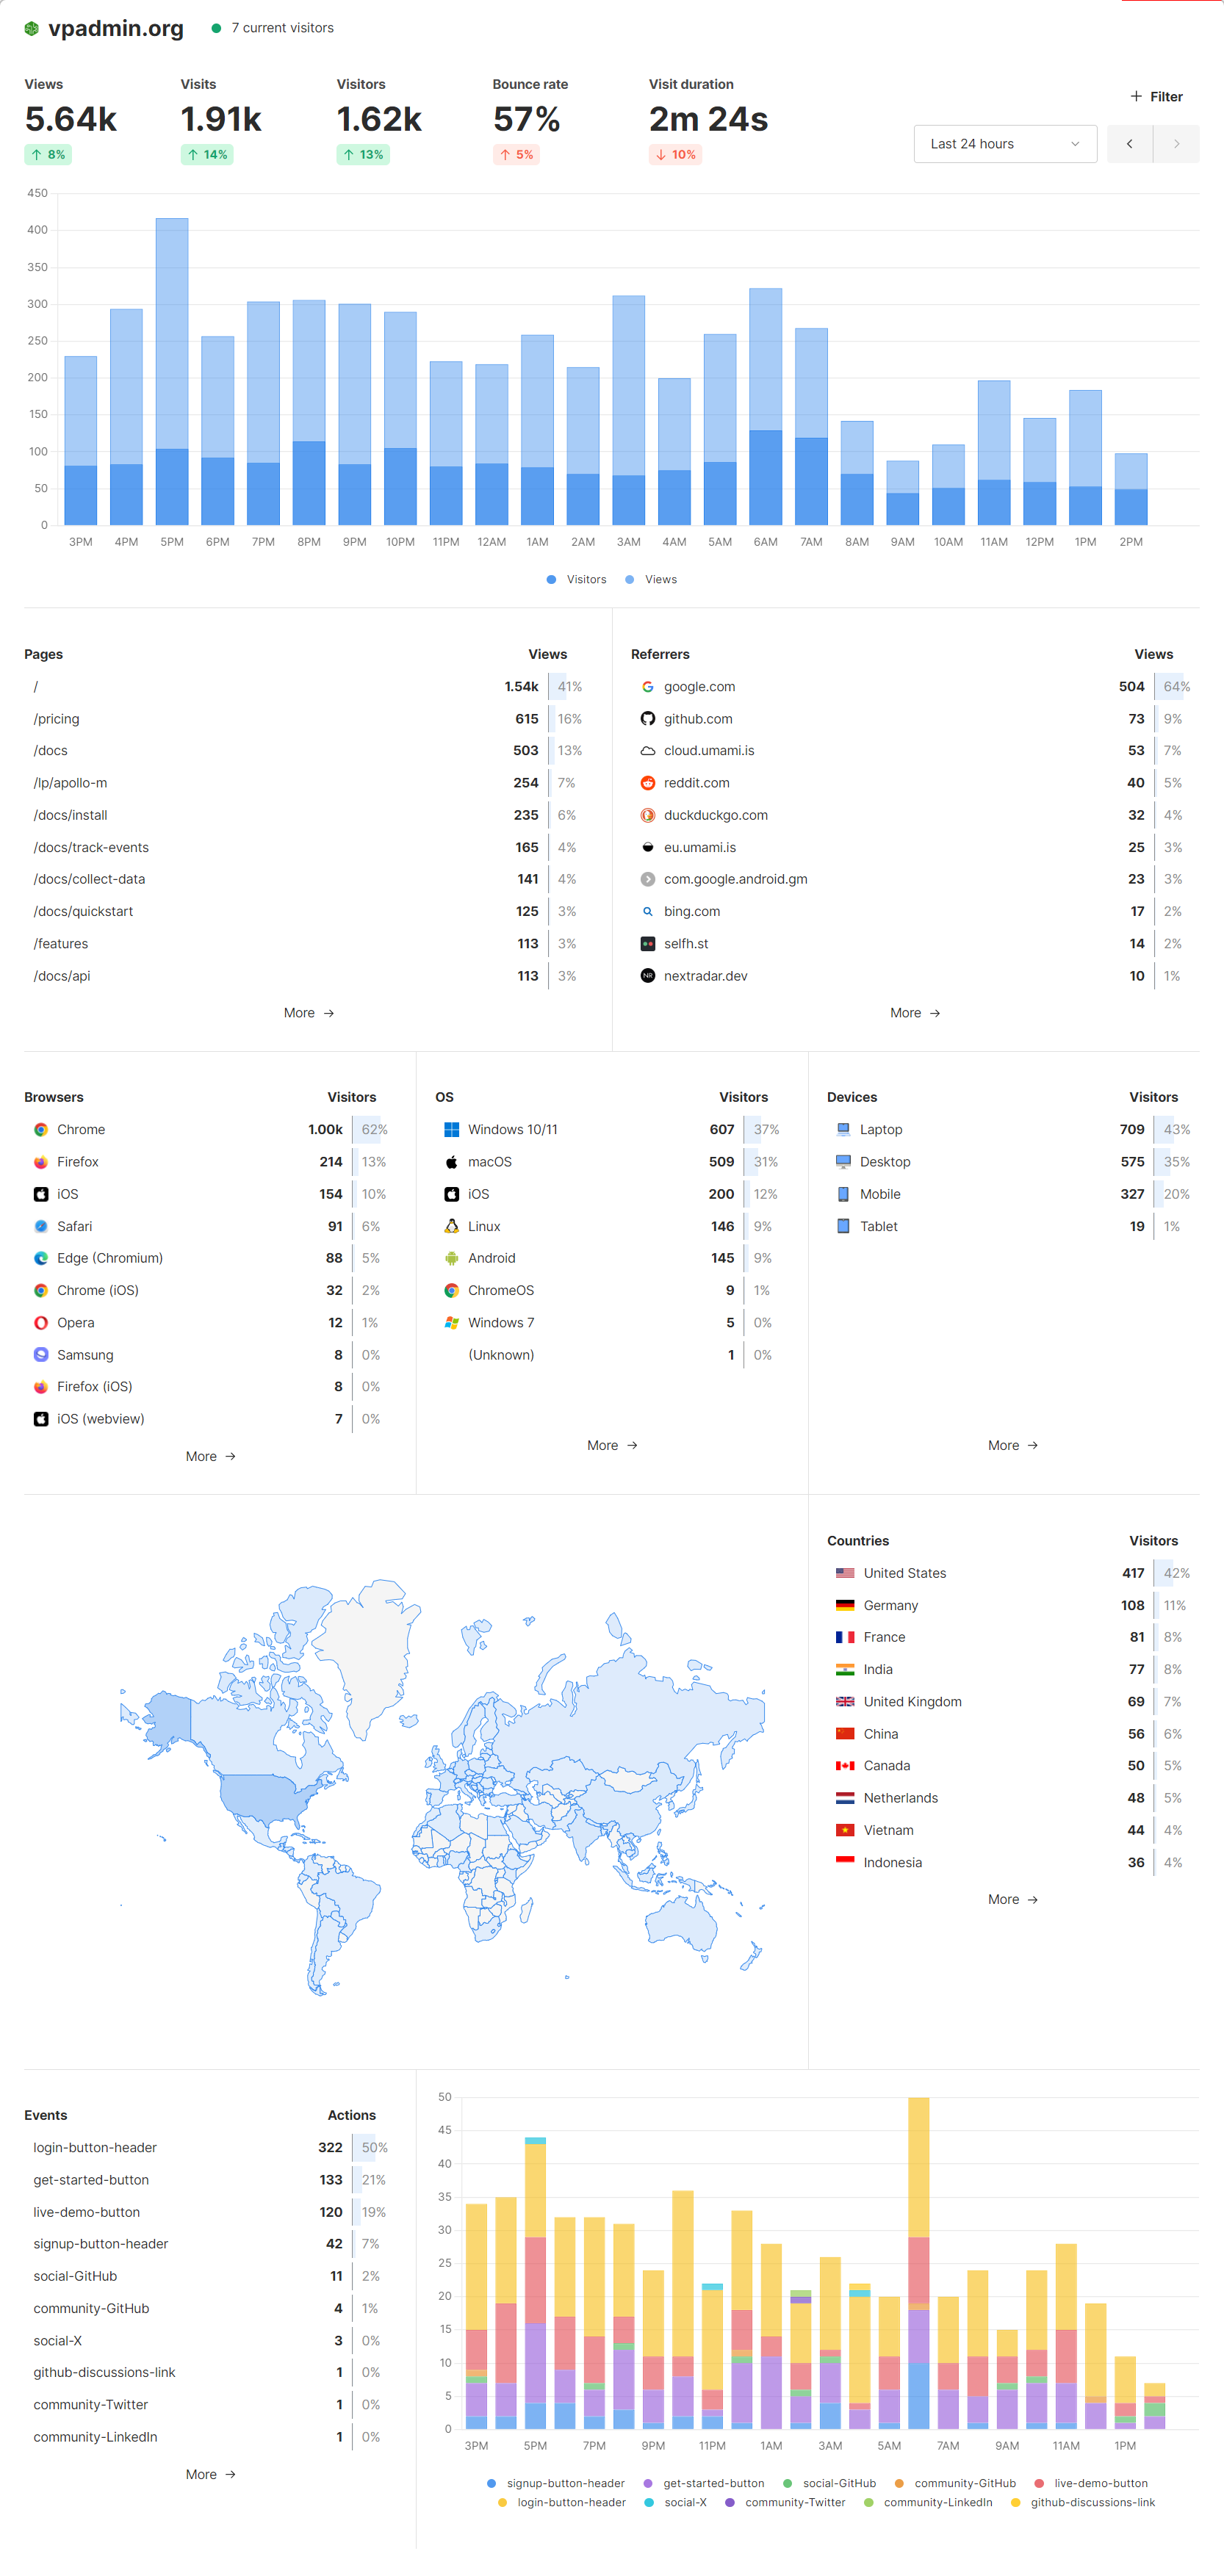 vpadmin.org 7 current visitors
Views Visits Visitors Bounce rate Visit duration
+ Filter
5.64k 1.91k 1.62k 57% 2m 24s
Last 24 hours
↑ 8% ↑ 14% ↑ 13% ↑ 5% ↓ 10%
450
400
350
300
250
200
150
100
50
0
3PM 4PM 5PM 6PM 7PM 8PM 9PM 10PM 11PM 12AM 1AM 2AM 3AM 4AM 5AM 6AM 7AM 8AM 9AM 10AM 11AM 12PM 1PM 2PM
Visitors Views
Pages Views
/ 1.54k 41%
/pricing 615 16%
/docs 503 13%
/lp/apollo-m 254 7%
/docs/install 235 6%
/docs/track-events 165 4%
/docs/collect-data 141 4%
/docs/quickstart 125 3%
/features 113 3%
/docs/api 113 3%
More →
Referrers Views
google.com 504 64%
github.com 73 9%
cloud.umami.is 53 7%
reddit.com 40 5%
duckduckgo.com 32 4%
eu.umami.is 25 3%
com.google.android.gm 23 3%
bing.com 17 2%
selfh.st 14 2%
NR nextradar.dev 10 1%
More →
Browsers Visitors
Chrome 1.00k 62%
Firefox 214 13%
iOS 154 10%
Safari 91 6%
Edge (Chromium) 88 5%
Chrome (iOS) 32 2%
Opera 12 1%
Samsung 8 0%
Firefox (iOS) 8 0%
iOS (webview) 7 0%
More →
OS Visitors
Windows 10/11 607 37%
macOS 509 31%
iOS 200 12%
Linux 146 9%
Android 145 9%
ChromeOS 9 1%
Windows 7 5 0%
(Unknown) 1 0%
More →
Devices Visitors
Laptop 709 43%
Desktop 575 35%
Mobile 327 20%
Tablet 19 1%
More →
Countries Visitors
United States 417 42%
Germany 108 11%
France 81 8%
India 77 8%
United Kingdom 69 7%
China 56 6%
Canada 50 5%
Netherlands 48 5%
Vietnam 44 4%
Indonesia 36 4%
More →
Events Actions
login-button-header 322 50%
get-started-button 133 21%
live-demo-button 120 19%
signup-button-header 42 7%
social-GitHub 11 2%
community-GitHub 4 1%
social-X 3 0%
github-discussions-link 1 0%
community-Twitter 1 0%
community-LinkedIn 1 0%
More →
50
45
40
35
30
25
20
15
10
5
0
3PM 5PM 7PM 9PM 11PM 1AM 3AM 5AM 7AM 9AM 11AM 1PM
signup-button-header get-started-button social-GitHub community-GitHub live-demo-button
login-button-header social-X community-Twitter community-LinkedIn github-discussions-link